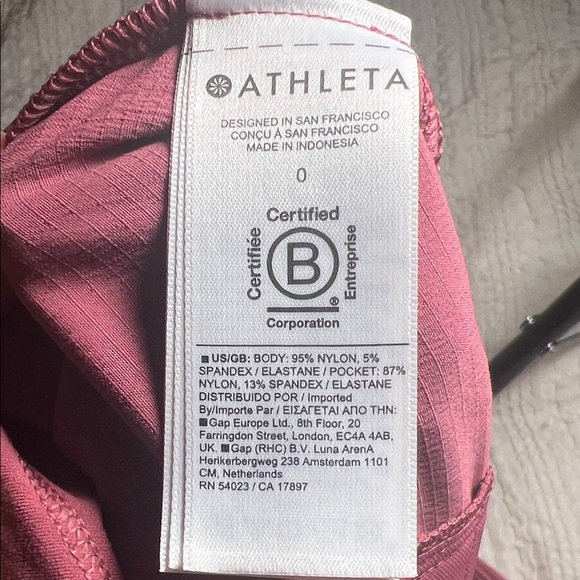 ATHLETA
DESIGNED IN SAN FRANCISCO
CONÇU À SAN FRANCISCO
MADE IN INDONESIA
0
Certified
Certifiée
B
Entreprise
®
Corporation
■ US/GB: BODY: 95% NYLON, 5%
SPANDEX / ELASTANE / POCKET: 87%
NYLON, 13% SPANDEX / ELASTANE
DISTRIBUIDO POR / Imported
By/Importe Par / ΕΙΣΑΓΕΤΑΙ ΑΠΟ ΤΗΝ:
■Gap Europe Ltd., 8th Floor, 20
Farringdon Street, London, EC4A 4AB,
UK. ■Gap (RHC) B.V. Luna ArenA
Herikerbergweg 238 Amsterdam 1101
CM, Netherlands
RN 54023 / CA 17897